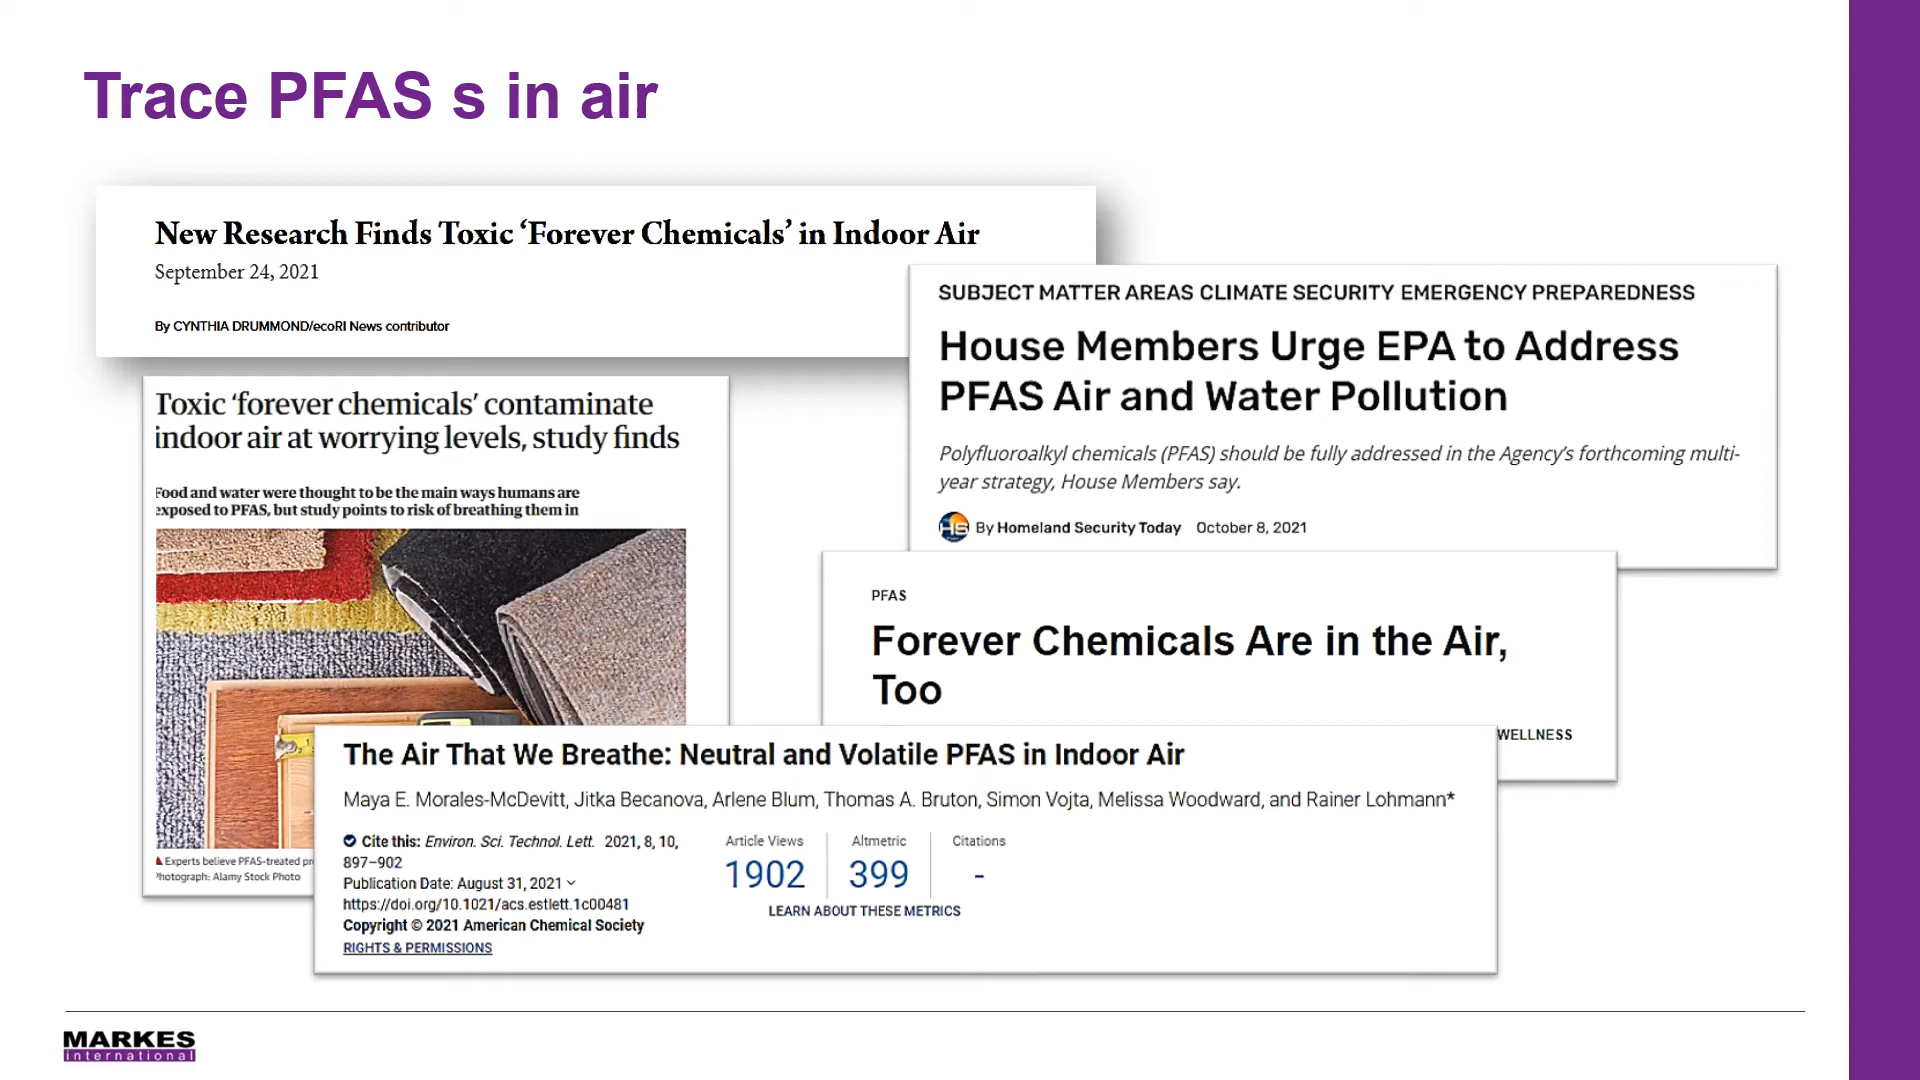 Trace PFAS s in air
New Research Finds Toxic ‘Forever Chemicals’ in Indoor Air
September 24, 2021
By CYNTHIA DRUMMOND/ecoRI News contributor
SUBJECT MATTER AREAS CLIMATE SECURITY EMERGENCY PREPAREDNESS
House Members Urge EPA to Address
PFAS Air and Water Pollution
Polyfluoroalkyl chemicals (PFAS) should be fully addressed in the Agency’s forthcoming multi-
year strategy, House Members say.
HS By Homeland Security Today October 8, 2021
Toxic ‘forever chemicals’ contaminate
indoor air at worrying levels, study finds
Food and water were thought to be the main ways humans are
exposed to PFAS, but study points to risk of breathing them in
Experts believe PFAS-treated
Photograph: Alamy Stock Photo
PFAS
Forever Chemicals Are in the Air,
Too
WELLNESS
The Air That We Breathe: Neutral and Volatile PFAS in Indoor Air
Maya E. Morales-McDevitt, Jitka Becanova, Arlene Blum, Thomas A. Bruton, Simon Vojta, Melissa Woodward, and Rainer Lohmann*
Cite this: Environ. Sci. Technol. Lett. 2021, 8, 10,
897–902
Publication Date: August 31, 2021
https://doi.org/10.1021/acs.estlett.1c00481
Copyright © 2021 American Chemical Society
RIGHTS & PERMISSIONS
Article Views
1902
Altmetric
399
Citations
-
LEARN ABOUT THESE METRICS
MARKES
international